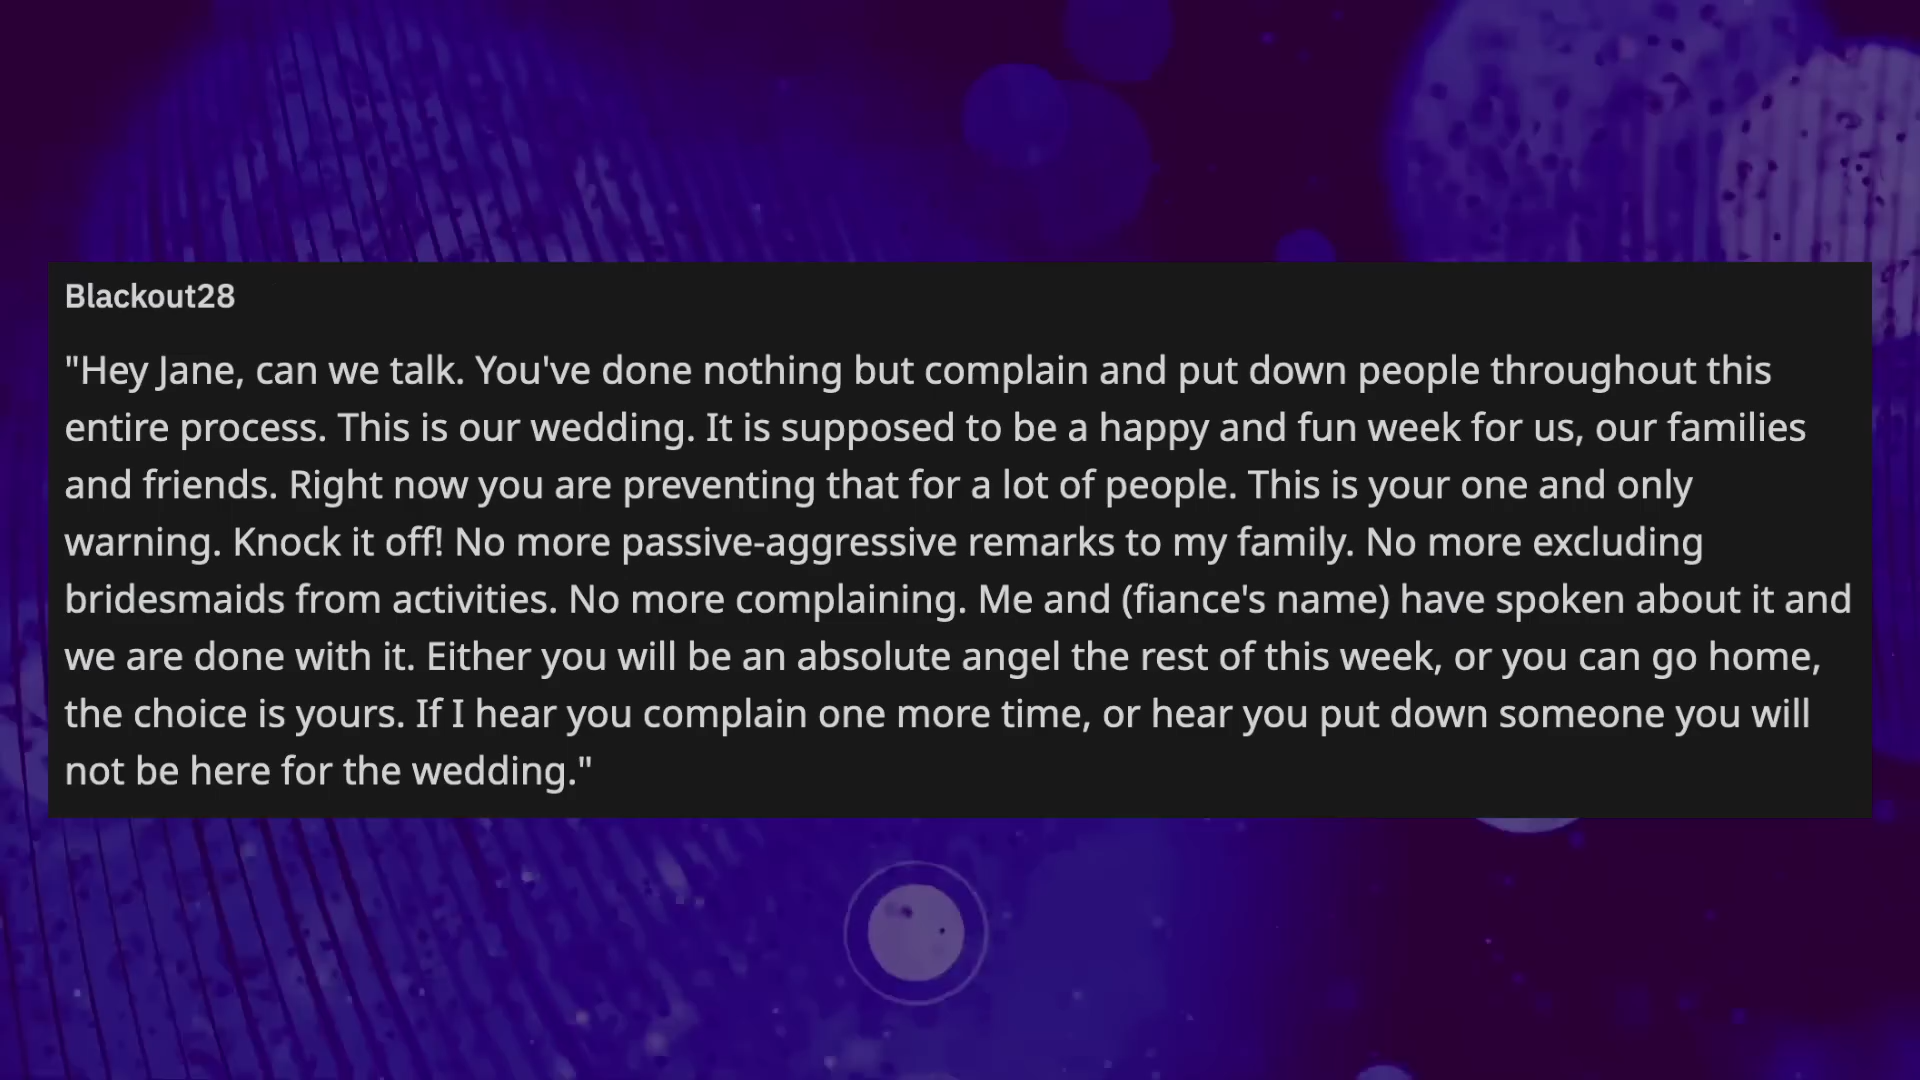 Blackout28
"Hey Jane, can we talk. You've done nothing but complain and put down people throughout this
entire process. This is our wedding. It is supposed to be a happy and fun week for us, our families
and friends. Right now you are preventing that for a lot of people. This is your one and only
warning. Knock it off! No more passive-aggressive remarks to my family. No more excluding
bridesmaids from activities. No more complaining. Me and (fiance's name) have spoken about it and
we are done with it. Either you will be an absolute angel the rest of this week, or you can go home,
the choice is yours. If I hear you complain one more time, or hear you put down someone you will
not be here for the wedding."